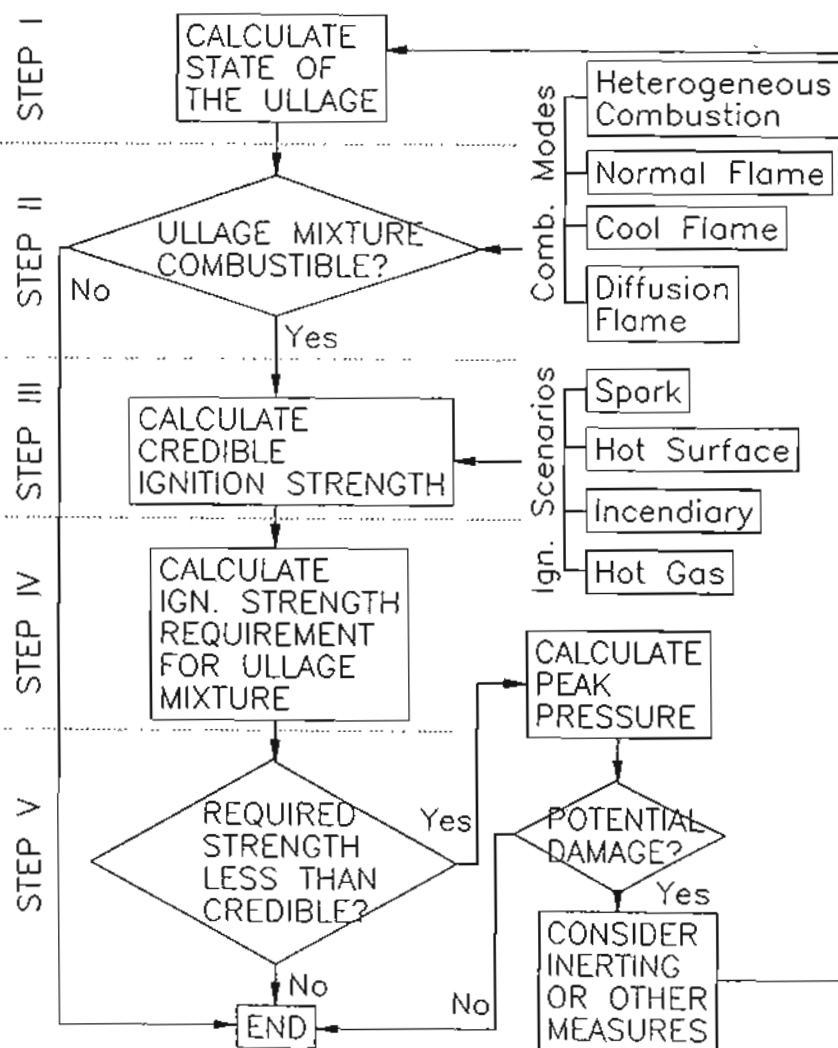 STEP I
CALCULATE
STATE OF
THE ULLAGE
STEP II
ULLAGE MIXTURE
COMBUSTIBLE?
No
Yes
Comb. Modes
Heterogeneous
Combustion
Normal Flame
Cool Flame
Diffusion
Flame
STEP III
CALCULATE
CREDIBLE
IGNITION STRENGTH
Ign. Scenarios
Spark
Hot Surface
Incendiary
Hot Gas
STEP IV
CALCULATE
IGN. STRENGTH
REQUIREMENT
FOR ULLAGE
MIXTURE
CALCULATE
PEAK
PRESSURE
STEP V
REQUIRED
STRENGTH
LESS THAN
CREDIBLE?
Yes
No
POTENTIAL
DAMAGE?
Yes
No
CONSIDER
INERTING
OR OTHER
MEASURES
END